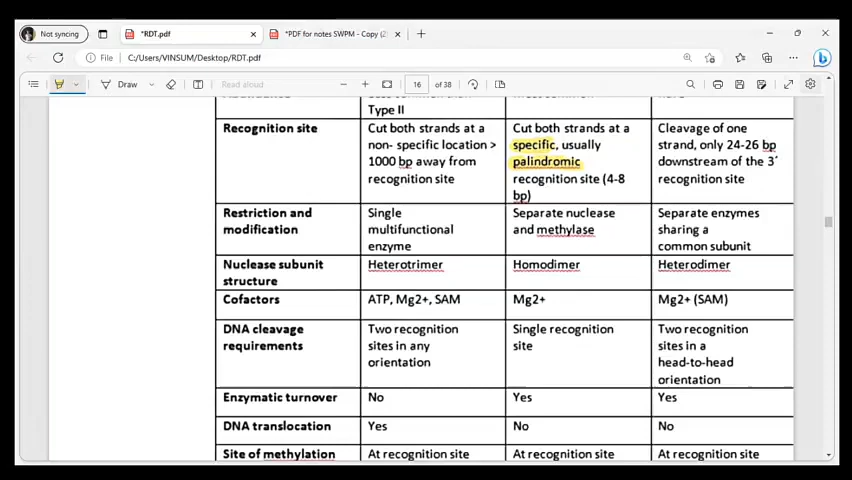 Not syncing
*RDT.pdf
*PDF for notes SWPM - Copy (2
C:/Users/VINSUM/Desktop/RDT.pdf
Draw
Read aloud
16 of 38
Type II
Recognition site
Cut both strands at a
non- specific location >
1000 bp away from
recognition site
Cut both strands at a
specific, usually
palindromic
recognition site (4-8
bp)
Cleavage of one
strand, only 24-26 bp
downstream of the 3´
recognition site
Restriction and
modification
Single
multifunctional
enzyme
Separate nuclease
and methylase
Separate enzymes
sharing a
common subunit
Nuclease subunit
structure
Heterotrimer
Homodimer
Heterodimer
Cofactors
ATP, Mg2+, SAM
Mg2+
Mg2+ (SAM)
DNA cleavage
requirements
Two recognition
sites in any
orientation
Single recognition
site
Two recognition
sites in a
head-to-head
orientation
Enzymatic turnover
No
Yes
Yes
DNA translocation
Yes
No
No
Site of methylation
At recognition site
At recognition site
At recognition site